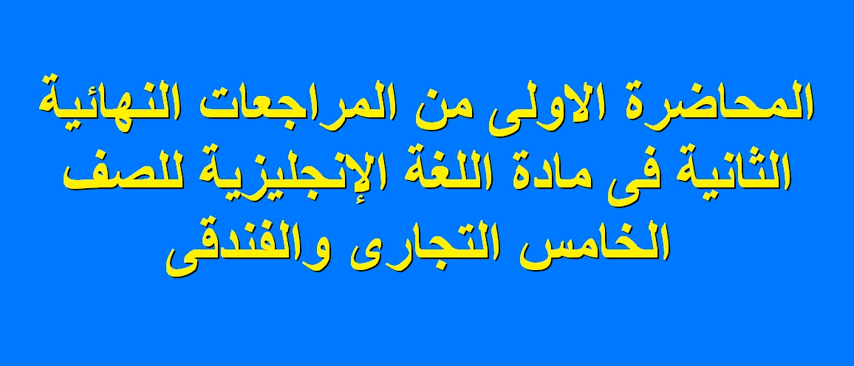 المحاضرة الاولى من المراجعات النهائية
الثانية فى مادة اللغة الإنجليزية للصف
الخامس التجارى والفندقى